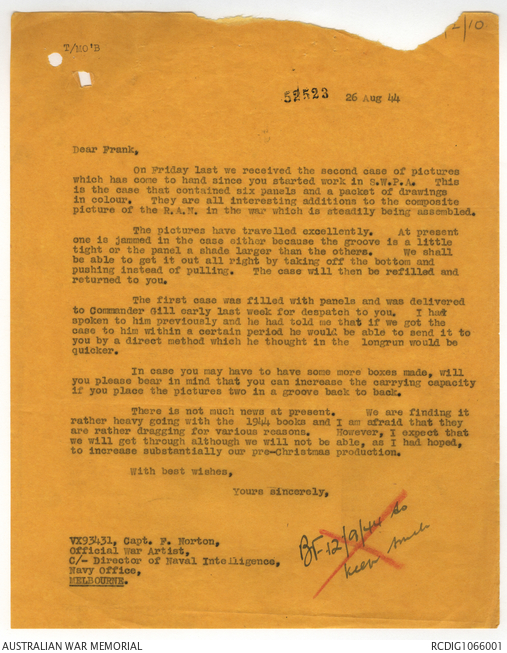 12/10
T/MO'B
52523 26 Aug 44
Dear Frank,
On Friday last we received the second case of pictures
which has come to hand since you started work in S.W.P.A. This
is the case that contained six panels and a packet of drawings
in colour. They are all interesting additions to the composite
picture of the R.A.N. in the war which is steadily being assembled.
The pictures have travelled excellently. At present
one is jammed in the case either because the groove is a little
tight or the panel a shade larger than the others. We shall
be able to get it out all right by taking off the bottom and
pushing instead of pulling. The case will then be refilled and
returned to you.
The first case was filled with panels and was delivered
to Commander Gill early last week for despatch to you. I had
spoken to him previously and he had told me that if we got the
case to him within a certain period he would be able to send it to
you by a direct method which he thought in the longrun would be
quicker.
In case you may have to have some more boxes made, will
you please bear in mind that you can increase the carrying capacity
if you place the pictures two in a groove back to back.
There is not much news at present. We are finding it
rather heavy going with the 1944 books and I am afraid that they
are rather dragging for various reasons. However, I expect that
we will get through although we will not be able, as I had hoped,
to increase substantially our pre-Christmas production.
With best wishes,
Yours sincerely,
VX93431, Capt. F. Norton,
Official War Artist,
C/- Director of Naval Intelligence,
Navy Office,
MELBOURNE.
BF 12/9/44
AUSTRALIAN WAR MEMORIAL RCDIG1066001